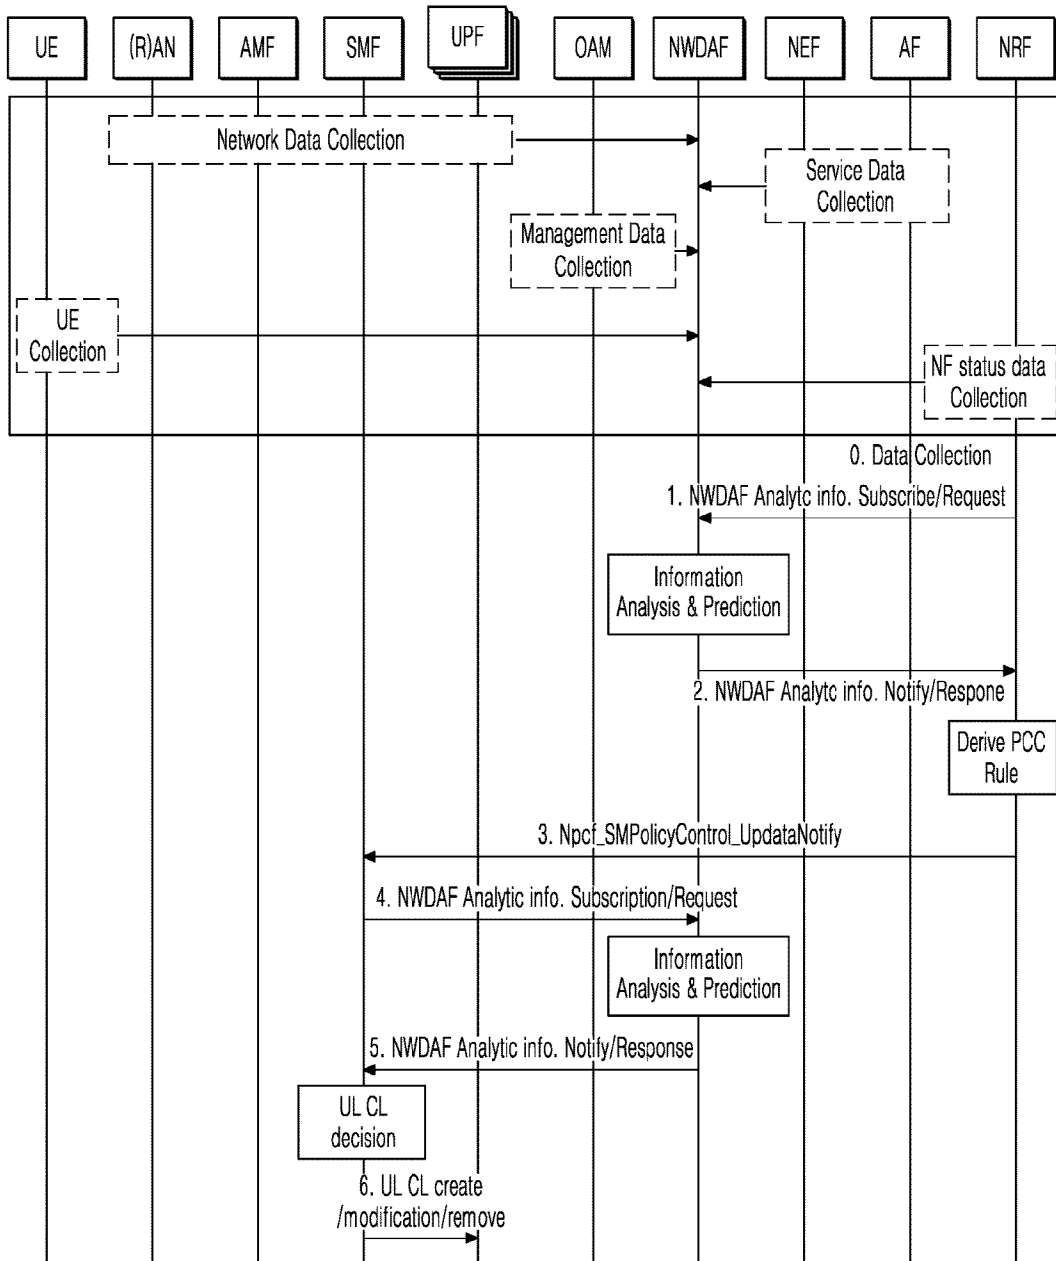 UE
(R)AN
AMF
SMF
UPF
OAM
NWDAF
NEF
AF
NRF
Network Data Collection
Service Data
Collection
Management Data
Collection
UE
Collection
NF status data
Collection
0. Data Collection
1. NWDAF Analytc info. Subscribe/Request
Information
Analysis & Prediction
2. NWDAF Analytc info. Notify/Respone
Derive PCC
Rule
3. Npcf_SMPolicyControl_UpdataNotify
4. NWDAF Analytic info. Subscription/Request
Information
Analysis & Prediction
5. NWDAF Analytic info. Notify/Response
UL CL
decision
6. UL CL create
/modification/remove